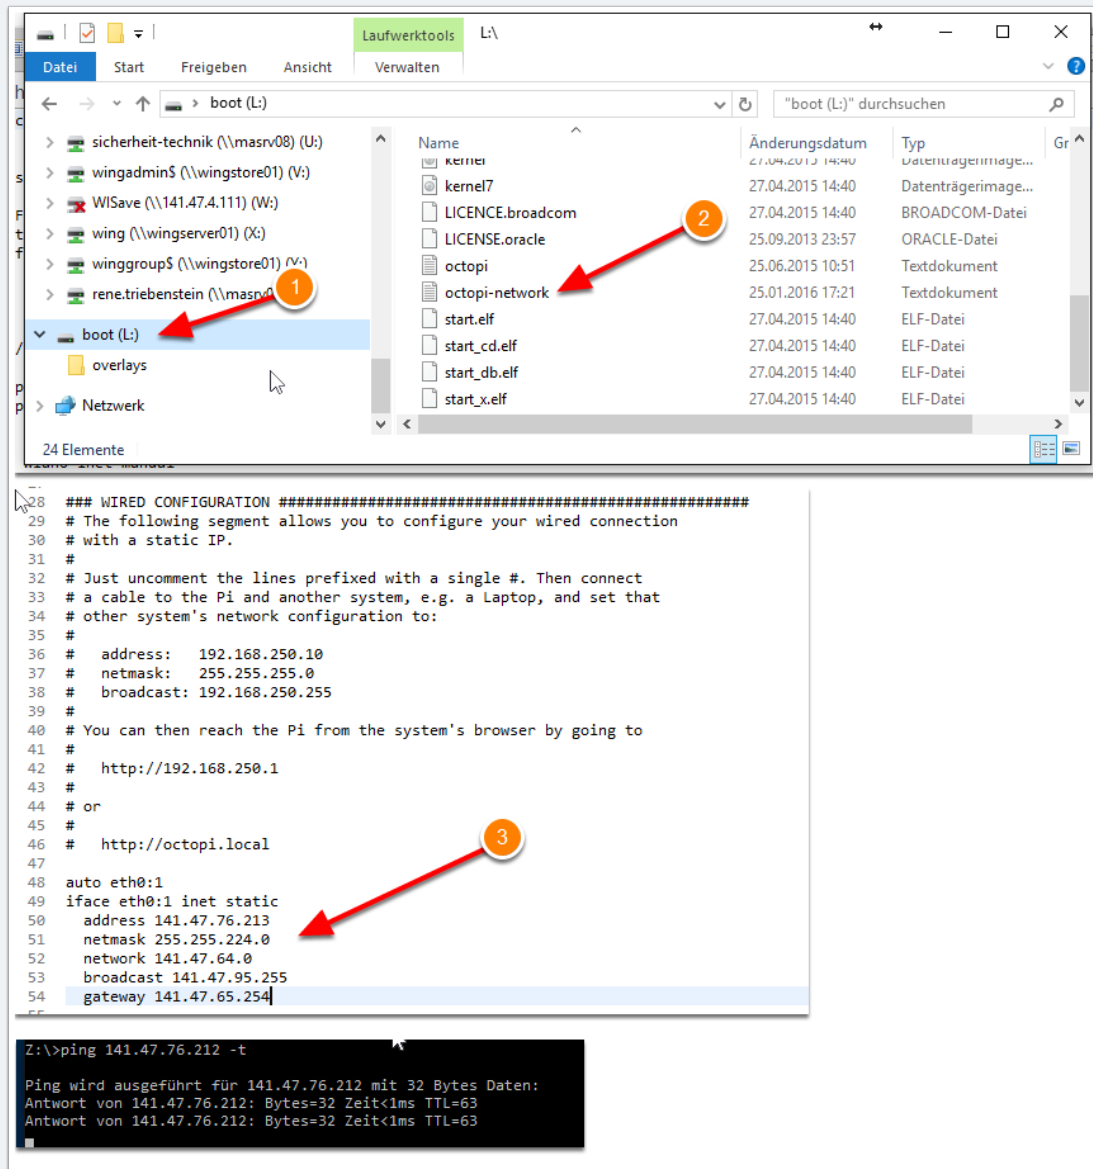 Laufwerktools L:\
Datei Start Freigeben Ansicht Verwalten
boot (L:) "boot (L:)" durchsuchen
sicherheit-technik (\\masrv08) (U:)
wingadmin$ (\\wingstore01) (V:)
WISave (\\141.47.4.111) (W:)
wing (\\wingserver01) (X:)
winggroup$ (\\wingstore01) (Y:)
rene.triebenstein (\\masrv0
1
boot (L:)
overlays
Netzwerk
Name Änderungsdatum Typ Gr
kernel 27.04.2015 14:40 Datenträgerimage...
kernel7 27.04.2015 14:40 Datenträgerimage...
LICENCE.broadcom 27.04.2015 14:40 BROADCOM-Datei
LICENSE.oracle 25.09.2013 23:57 ORACLE-Datei
octopi 25.06.2015 10:51 Textdokument
octopi-network 25.01.2016 17:21 Textdokument
start.elf 27.04.2015 14:40 ELF-Datei
start_cd.elf 27.04.2015 14:40 ELF-Datei
start_db.elf 27.04.2015 14:40 ELF-Datei
start_x.elf 27.04.2015 14:40 ELF-Datei
2
24 Elemente
28 ### WIRED CONFIGURATION #####################################################
29 # The following segment allows you to configure your wired connection
30 # with a static IP.
31 #
32 # Just uncomment the lines prefixed with a single #. Then connect
33 # a cable to the Pi and another system, e.g. a Laptop, and set that
34 # other system's network configuration to:
35 #
36 #   address:   192.168.250.10
37 #   netmask:   255.255.255.0
38 #   broadcast: 192.168.250.255
39 #
40 # You can then reach the Pi from the system's browser by going to
41 #
42 #   http://192.168.250.1
43 #
44 # or
45 #
46 #   http://octopi.local
47
48 auto eth0:1
49 iface eth0:1 inet static
50   address 141.47.76.213
51   netmask 255.255.224.0
52   network 141.47.64.0
53   broadcast 141.47.95.255
54   gateway 141.47.65.254
3
Z:\>ping 141.47.76.212 -t
Ping wird ausgeführt für 141.47.76.212 mit 32 Bytes Daten:
Antwort von 141.47.76.212: Bytes=32 Zeit<1ms TTL=63
Antwort von 141.47.76.212: Bytes=32 Zeit<1ms TTL=63